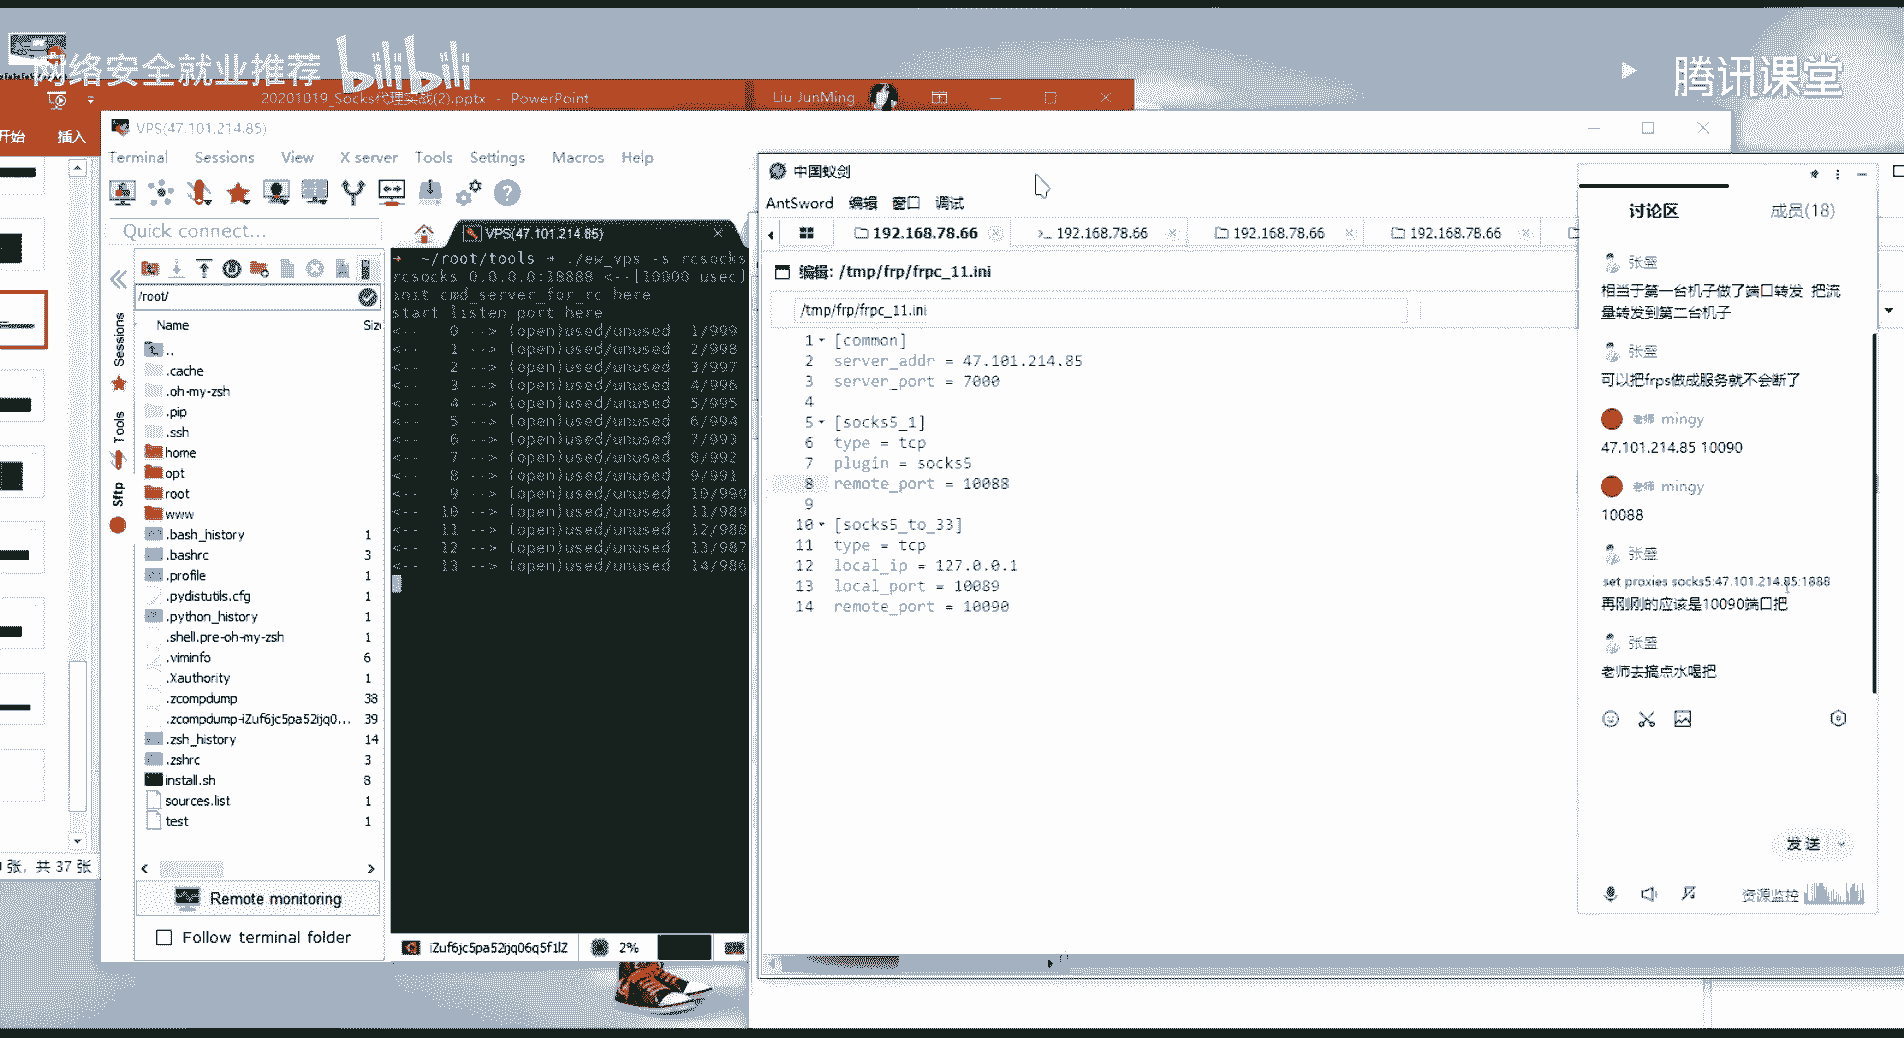 网络安全就业推荐 bilibili
腾讯课堂
20201019_Socks代理实战(2).pptx - PowerPoint
Liu JunMing
开始
插入
VPS(47.101.214.85)
Terminal Sessions View X server Tools Settings Macros Help
Quick connect...
/root/
Name
Size
..
.cache
.oh-my-zsh
.pip
.ssh
home
opt
root
www
.bash_history 1
.bashrc 3
.profile 1
.pydistutils.cfg 1
.python_history 1
.shell.pre-oh-my-zsh 1
.viminfo 6
.Xauthority 1
.zcompdump 38
.zcompdump-iZuf6jc5pa52ijq0... 39
.zsh_history 14
.zshrc 3
install.sh 8
sources.list 1
test 1
Sessions
Tools
Sftp
Remote monitoring
Follow terminal folder
张, 共 37 张
VPS(47.101.214.85)
~/root/tools ./ew_vps -s rcsocks
rcsocks 0.0.0.0:18888 <--[10000 usec]
init cmd_server_for_rc here
start listen port here
<-- 0 --> (open)used/unused 1/999
<-- 1 --> (open)used/unused 2/998
<-- 2 --> (open)used/unused 3/997
<-- 3 --> (open)used/unused 4/996
<-- 4 --> (open)used/unused 5/995
<-- 5 --> (open)used/unused 6/994
<-- 6 --> (open)used/unused 7/993
<-- 7 --> (open)used/unused 8/992
<-- 8 --> (open)used/unused 9/991
<-- 9 --> (open)used/unused 10/990
<-- 10 --> (open)used/unused 11/989
<-- 11 --> (open)used/unused 12/988
<-- 12 --> (open)used/unused 13/987
<-- 13 --> (open)used/unused 14/986
iZuf6jc5pa52ijq06q5f1lZ
2%
中国蚁剑
AntSword 编辑 窗口 调试
192.168.78.66
192.168.78.66
192.168.78.66
192.168.78.66
编辑: /tmp/frp/frpc_11.ini
/tmp/frp/frpc_11.ini
1 [common]
2 server_addr = 47.101.214.85
3 server_port = 7000
4
5 [socks5_1]
6 type = tcp
7 plugin = socks5
8 remote_port = 10088
9
10 [socks5_to_33]
11 type = tcp
12 local_ip = 127.0.0.1
13 local_port = 10089
14 remote_port = 10090
讨论区
成员(18)
张盛
相当于第一台机子做了端口转发 把流
量转发到第二台机子
张盛
可以把frps做成服务就不会断了
老师 mingy
47.101.214.85 10090
老师 mingy
10088
张盛
set proxies socks5:47.101.214.85:1888
再刚刚的应该是10090端口把
张盛
老师去搞点水喝把
发送
资源监控